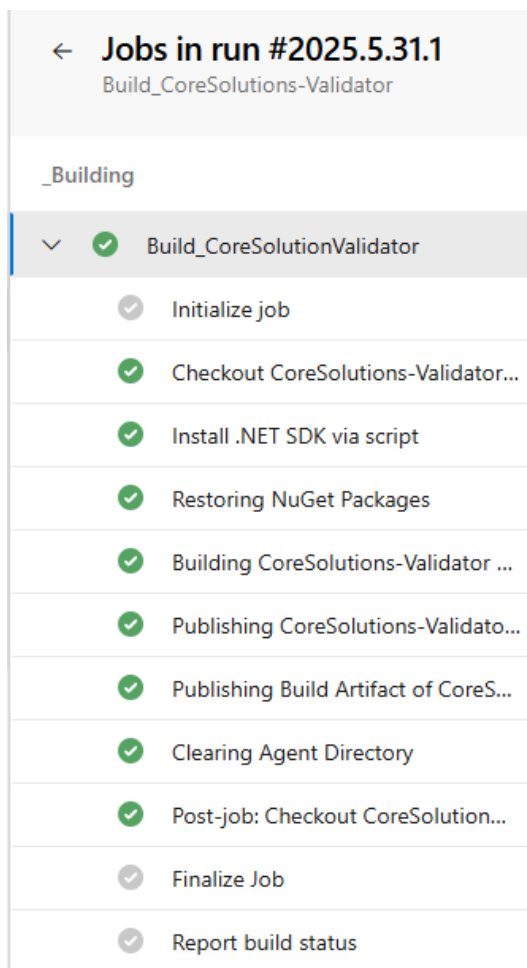 Jobs in run #2025.5.31.1
Build_CoreSolutions-Validator
_Building
Build_CoreSolutionValidator
Initialize job
Checkout CoreSolutions-Validator...
Install .NET SDK via script
Restoring NuGet Packages
Building CoreSolutions-Validator ...
Publishing CoreSolutions-Validato...
Publishing Build Artifact of CoreS...
Clearing Agent Directory
Post-job: Checkout CoreSolution...
Finalize Job
Report build status